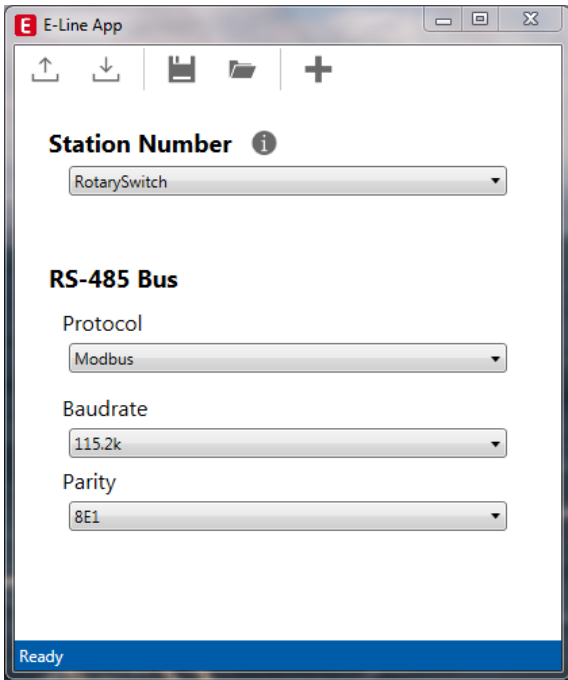 E E-Line App
Station Number i
RotarySwitch
RS-485 Bus
Protocol
Modbus
Baudrate
115.2k
Parity
8E1
Ready